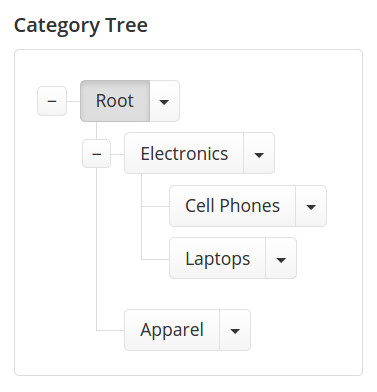 Category Tree
Root
Electronics
Cell Phones
Laptops
Apparel